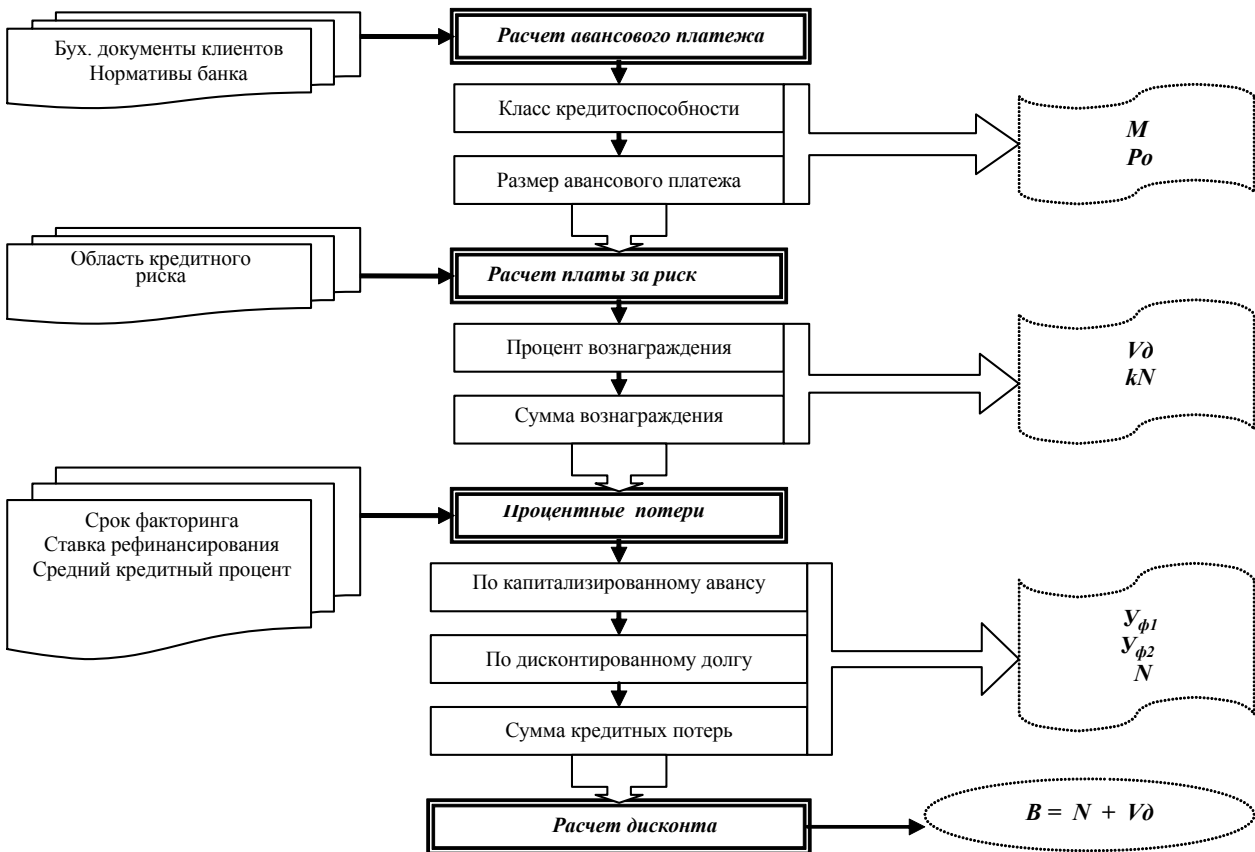 Бух. документы клиентов
Нормативы банка
Расчет авансового платежа
Класс кредитоспособности
Размер авансового платежа
M
Po
Область кредитного
риска
Расчет платы за риск
Процент вознаграждения
Сумма вознаграждения
Vд
kN
Срок факторинга
Ставка рефинансирования
Средний кредитный процент
Процентные потери
По капитализированному авансу
По дисконтированному долгу
Сумма кредитных потерь
Уф1
Уф2
N
Расчет дисконта
B = N + Vд